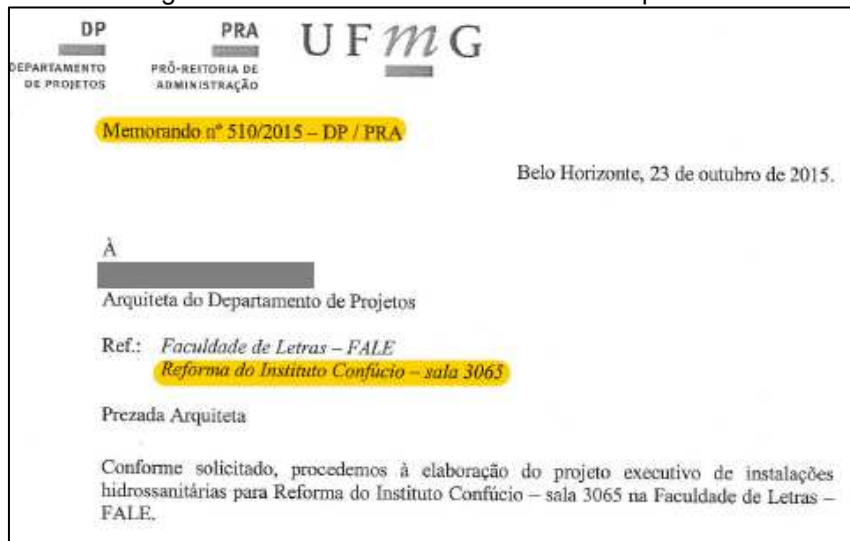 DP PRA UFmG
DEPARTAMENTO DE PROJETOS
PRÓ-REITORIA DE ADMINISTRAÇÃO
Memorando nº 510/2015 – DP / PRA
Belo Horizonte, 23 de outubro de 2015.
À
Arquiteta do Departamento de Projetos
Ref.: Faculdade de Letras – FALE
Reforma do Instituto Confúcio – sala 3065
Prezada Arquiteta
Conforme solicitado, procedemos à elaboração do projeto executivo de instalações
hidrossanitárias para Reforma do Instituto Confúcio – sala 3065 na Faculdade de Letras –
FALE.